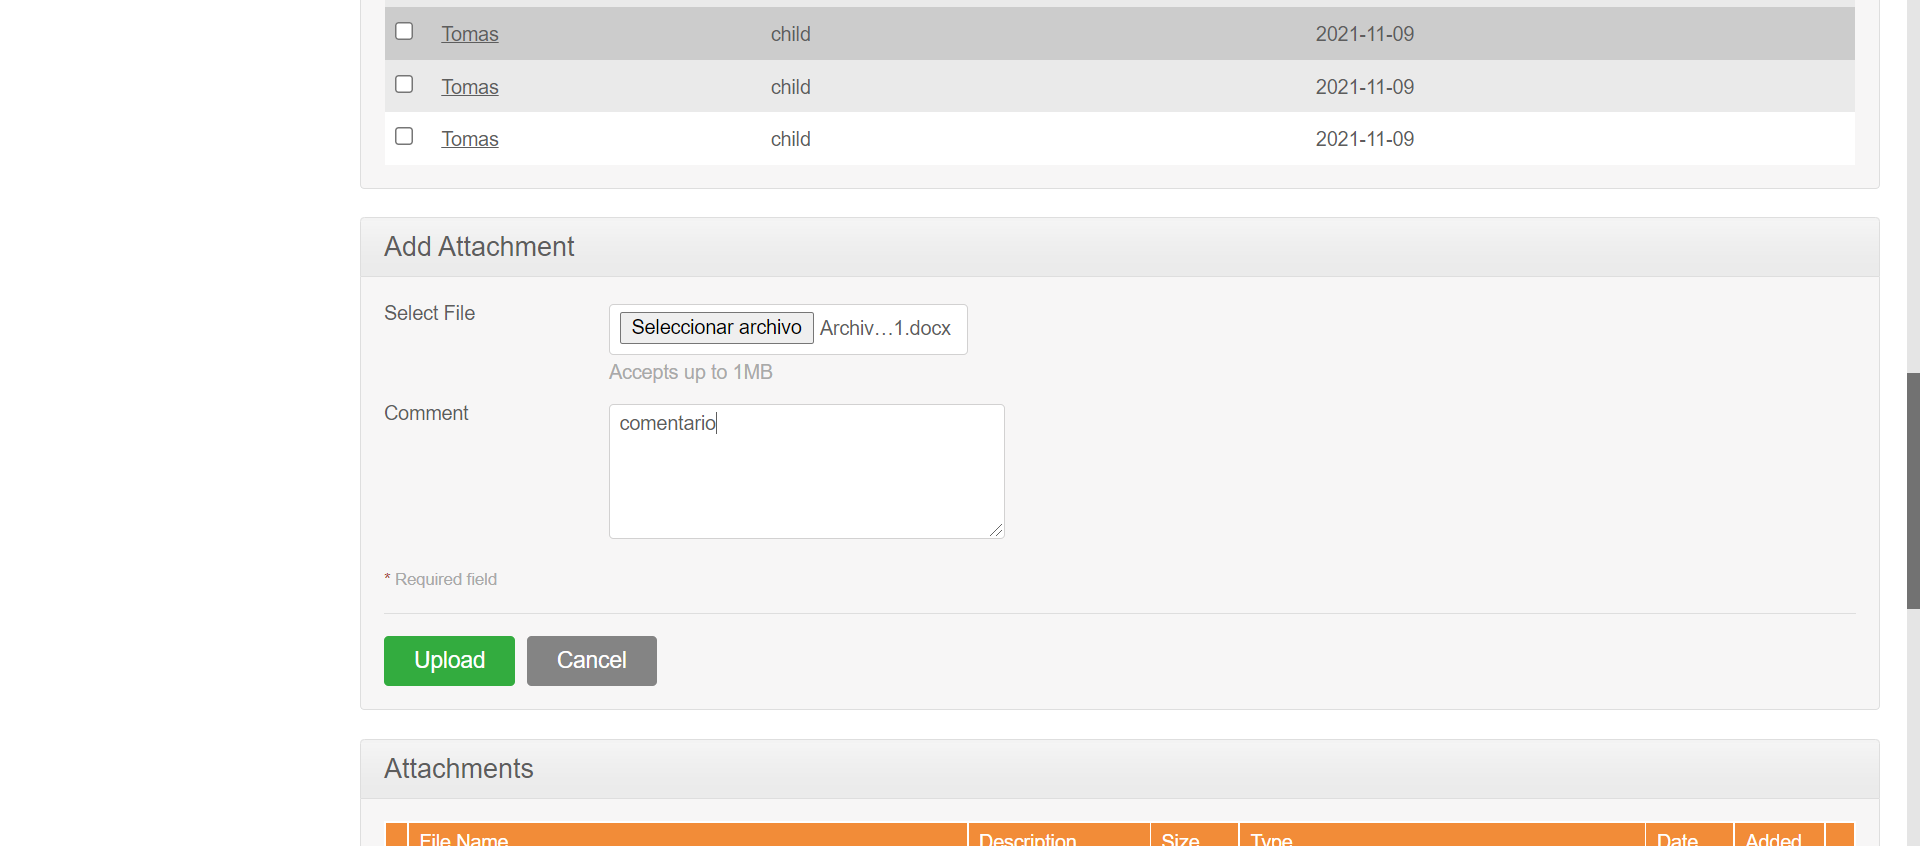 Tomas child 2021-11-09
Tomas child 2021-11-09
Tomas child 2021-11-09
Add Attachment
Select File
Seleccionar archivo Archiv…1.docx
Accepts up to 1MB
Comment
comentario
* Required field
Upload Cancel
Attachments
File Name Description Size Type Date Added